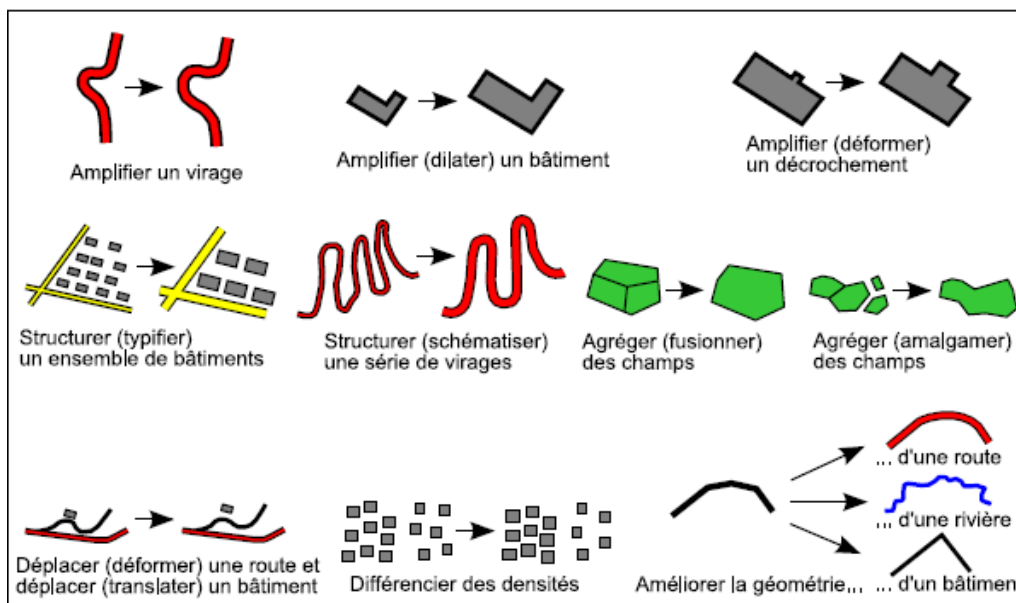 Amplifier un virage
Amplifier (dilater) un bâtiment
Amplifier (déformer)
un décrochement
Structurer (typifier)
un ensemble de bâtiments
Structurer (schématiser)
une série de virages
Agréger (fusionner)
des champs
Agréger (amalgamer)
des champs
Déplacer (déformer) une route et
déplacer (translater) un bâtiment
Différencier des densités
Améliorer la géométrie...
... d'une route
... d'une rivière
... d'un bâtimen